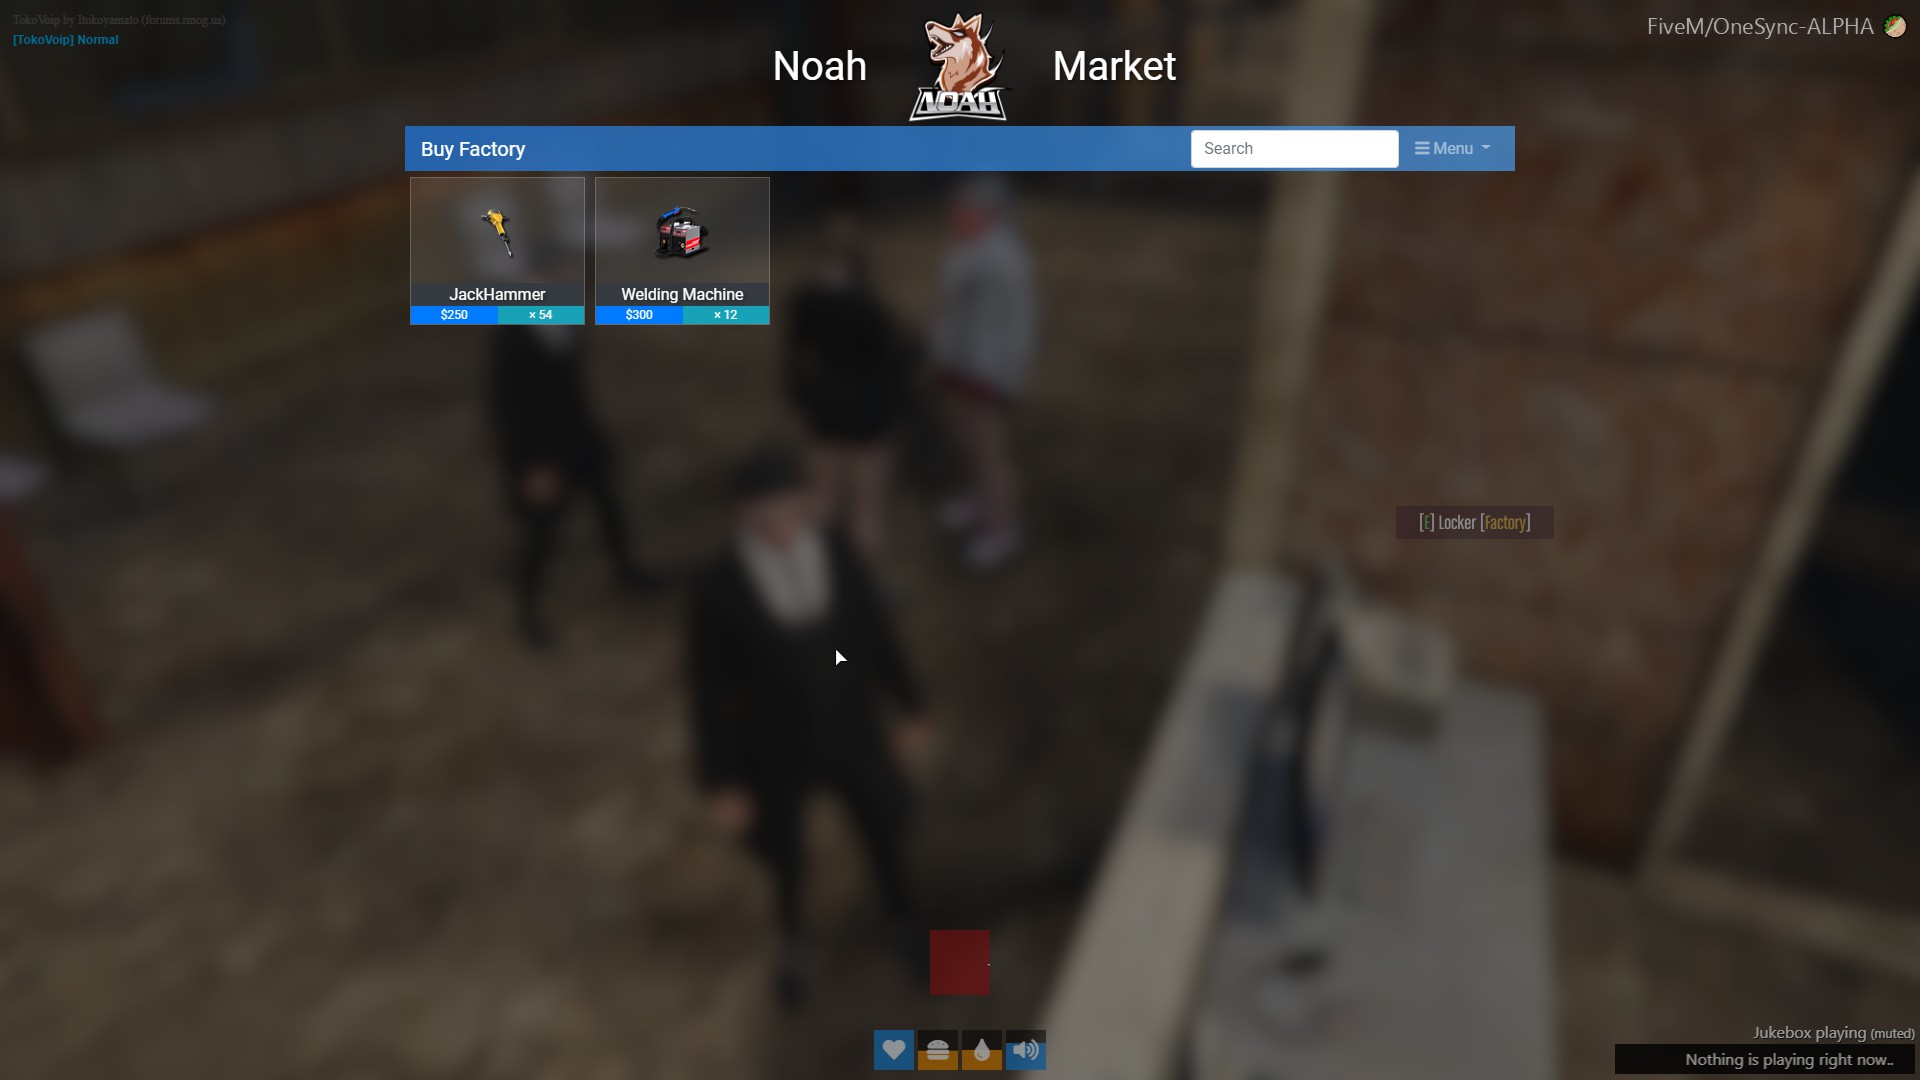 TokoVoip by Itokoyamato (forums.rmog.us)
[TokoVoip] Normal
FiveM/OneSync-ALPHA
Noah
NOAH
Market
Buy Factory
Search
Menu
JackHammer
$250
× 54
Welding Machine
$300
× 12
[E] Locker [Factory]
Jukebox playing (muted)
Nothing is playing right now..